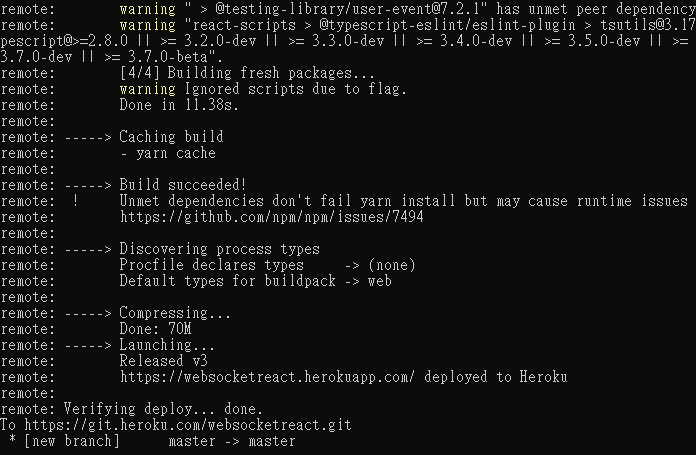 remote:        warning " > @testing-library/user-event@7.2.1" has unmet peer dependency
remote:        warning "react-scripts > @typescript-eslint/eslint-plugin > tsutils@3.17
pescript@>=2.8.0 || >= 3.2.0-dev || >= 3.3.0-dev || >= 3.4.0-dev || >= 3.5.0-dev || >=
3.7.0-dev || >= 3.7.0-beta".
remote:        [4/4] Building fresh packages...
remote:        warning Ignored scripts due to flag.
remote:        Done in 11.38s.
remote:
remote: -----> Caching build
remote:        - yarn cache
remote:
remote: -----> Build succeeded!
remote:  !     Unmet dependencies don't fail yarn install but may cause runtime issues
remote:        https://github.com/npm/npm/issues/7494
remote:
remote: -----> Discovering process types
remote:        Procfile declares types     -> (none)
remote:        Default types for buildpack -> web
remote:
remote: -----> Compressing...
remote:        Done: 70M
remote: -----> Launching...
remote:        Released v3
remote:        https://websocketreact.herokuapp.com/ deployed to Heroku
remote:
remote: Verifying deploy... done.
To https://git.heroku.com/websocketreact.git
 * [new branch]      master -> master